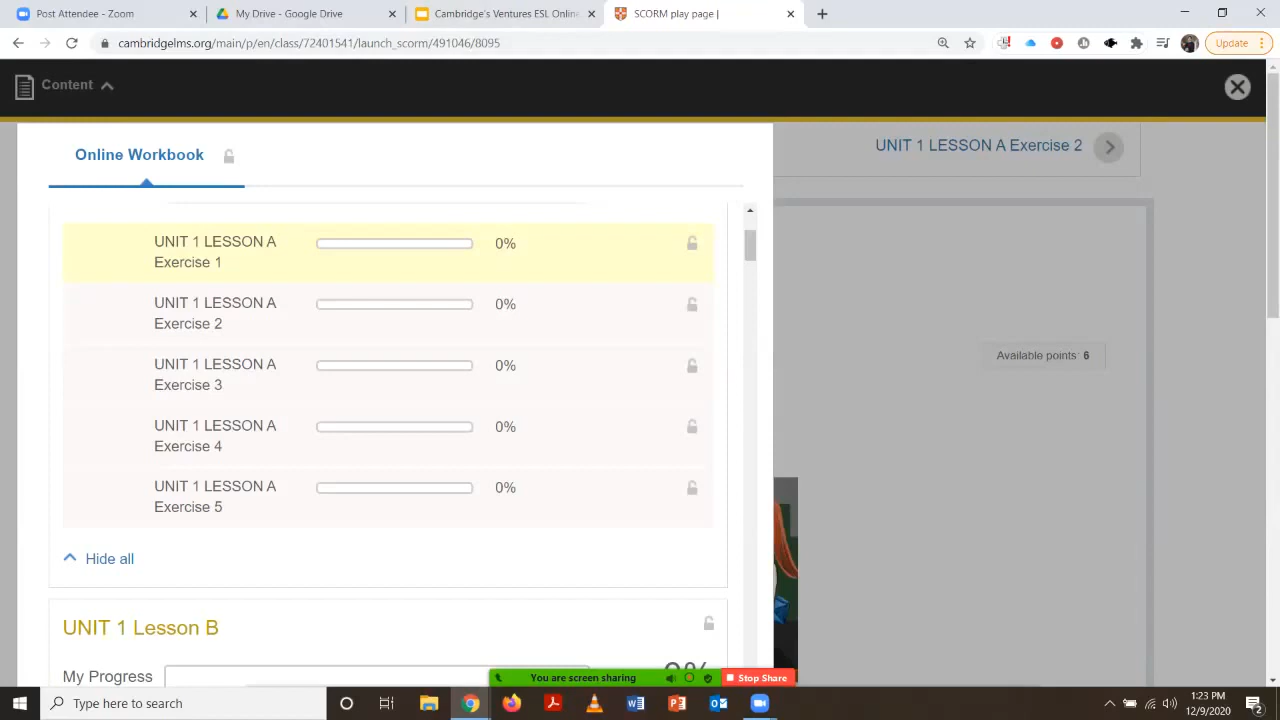 Post Attendee - Zoom
My Drive - Google Drive
Cambridge's Ventures ESL Online
SCORM play page |
cambridgelms.org/main/p/en/class/72401541/launch_scorm/491046/8095
Update
Content
Online Workbook
UNIT 1 LESSON A Exercise 2
UNIT 1 LESSON A
Exercise 1
0%
UNIT 1 LESSON A
Exercise 2
0%
UNIT 1 LESSON A
Exercise 3
0%
Available points: 6
UNIT 1 LESSON A
Exercise 4
0%
UNIT 1 LESSON A
Exercise 5
0%
Hide all
UNIT 1 Lesson B
My Progress
0%
You are screen sharing
Stop Share
Type here to search
1:23 PM
12/9/2020
2